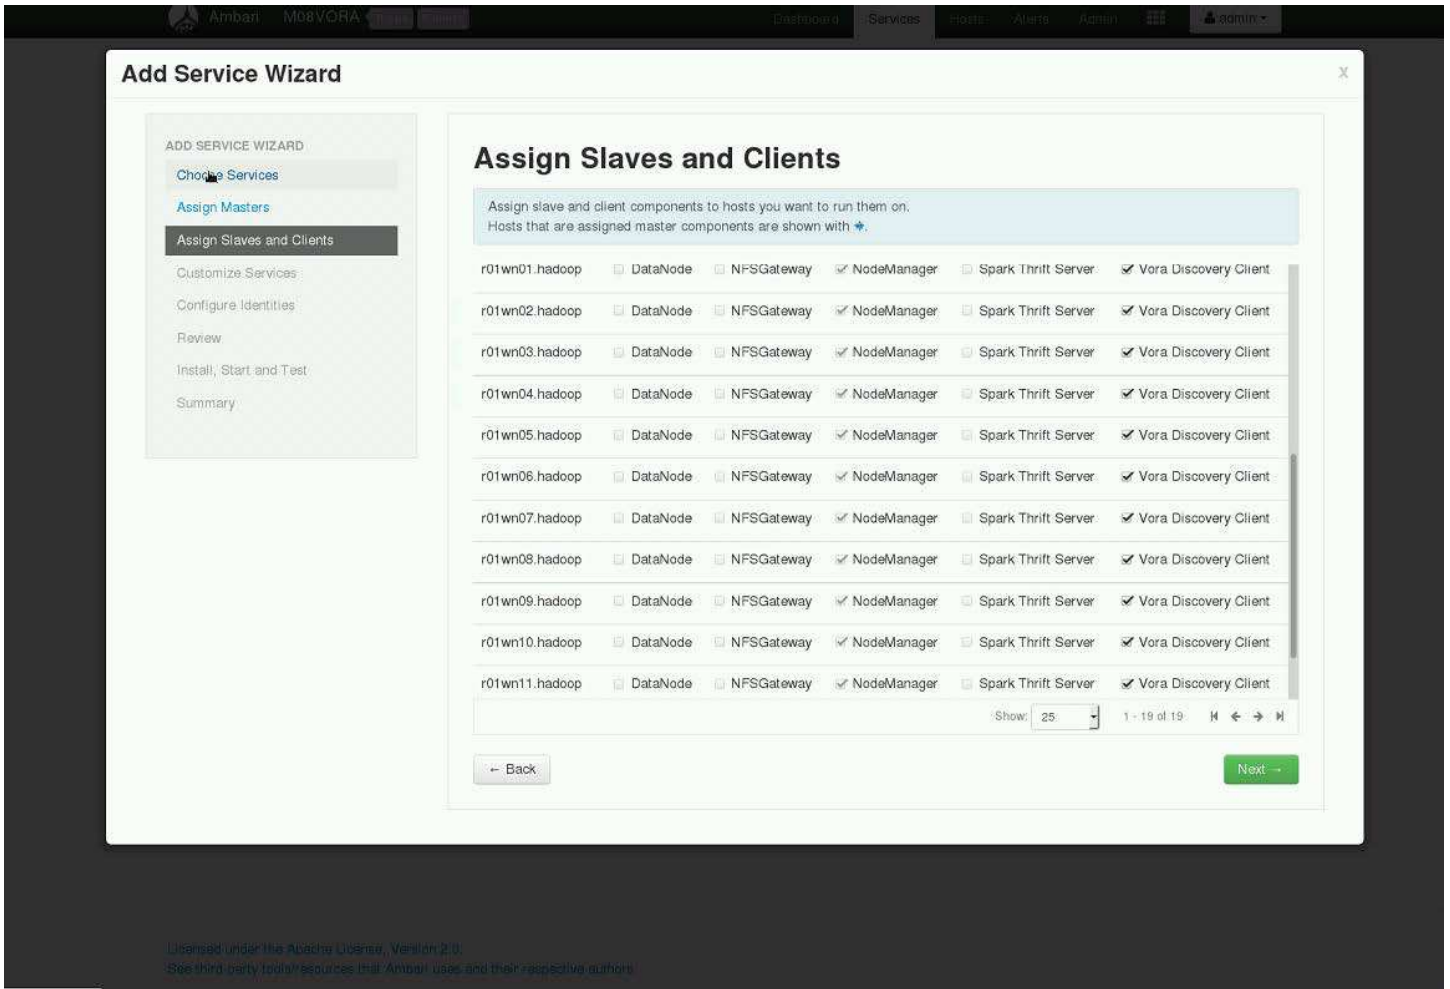 Ambari M08VORA
Dashboard Services Hosts Alerts Admin admin
Add Service Wizard X
ADD SERVICE WIZARD
Choose Services
Assign Masters
Assign Slaves and Clients
Customize Services
Configure Identities
Review
Install, Start and Test
Summary
Assign Slaves and Clients
Assign slave and client components to hosts you want to run them on.
Hosts that are assigned master components are shown with ✦.
r01wn01.hadoop DataNode NFSGateway NodeManager Spark Thrift Server Vora Discovery Client
r01wn02.hadoop DataNode NFSGateway NodeManager Spark Thrift Server Vora Discovery Client
r01wn03.hadoop DataNode NFSGateway NodeManager Spark Thrift Server Vora Discovery Client
r01wn04.hadoop DataNode NFSGateway NodeManager Spark Thrift Server Vora Discovery Client
r01wn05.hadoop DataNode NFSGateway NodeManager Spark Thrift Server Vora Discovery Client
r01wn06.hadoop DataNode NFSGateway NodeManager Spark Thrift Server Vora Discovery Client
r01wn07.hadoop DataNode NFSGateway NodeManager Spark Thrift Server Vora Discovery Client
r01wn08.hadoop DataNode NFSGateway NodeManager Spark Thrift Server Vora Discovery Client
r01wn09.hadoop DataNode NFSGateway NodeManager Spark Thrift Server Vora Discovery Client
r01wn10.hadoop DataNode NFSGateway NodeManager Spark Thrift Server Vora Discovery Client
r01wn11.hadoop DataNode NFSGateway NodeManager Spark Thrift Server Vora Discovery Client
Show: 25 1 - 19 of 19
← Back Next →
Licensed under the Apache License, Version 2.0.
See third-party tools/resources that Ambari uses and their respective authors